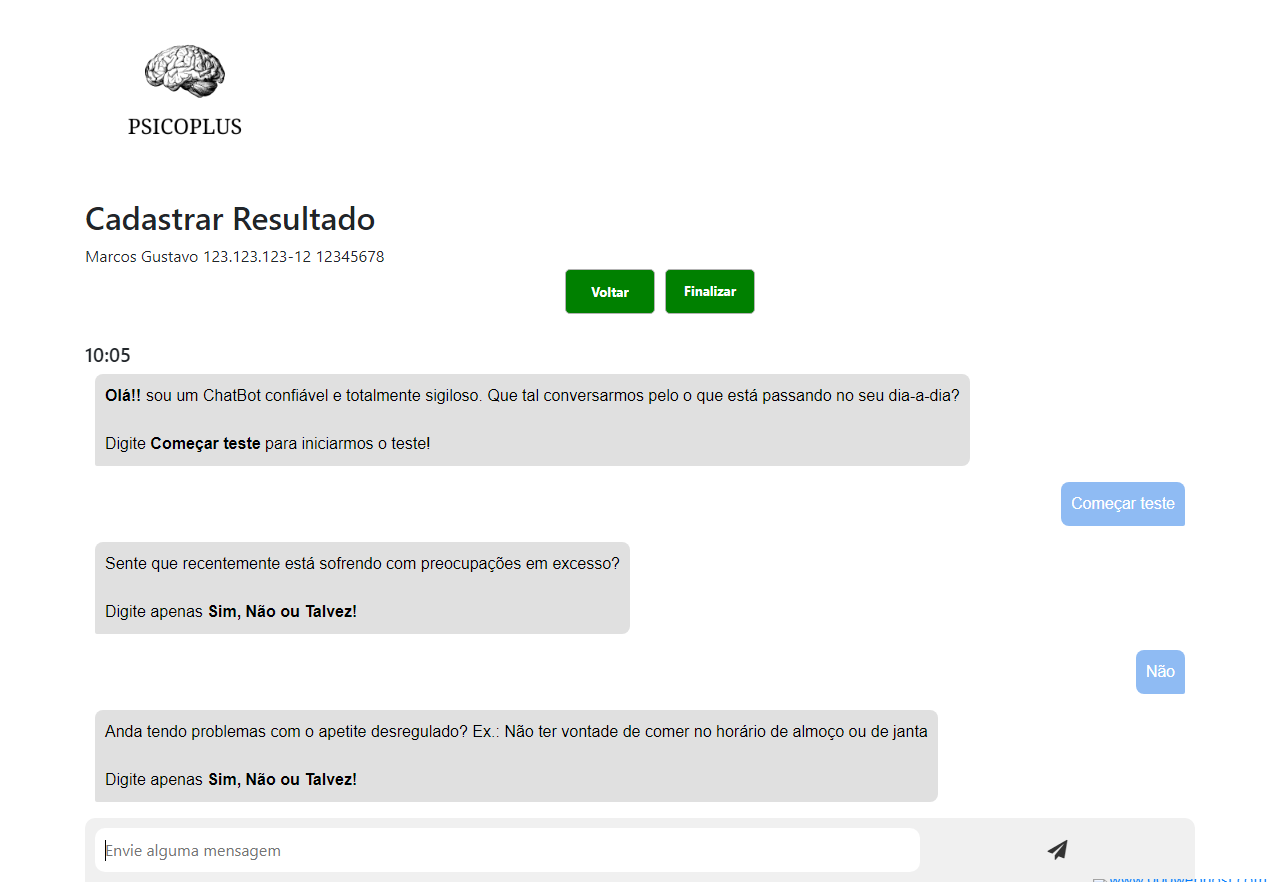 PSICOPLUS
Cadastrar Resultado
Marcos Gustavo 123.123.123-12 12345678
Voltar Finalizar
10:05
Olá!! sou um ChatBot confiável e totalmente sigiloso. Que tal conversarmos pelo o que está passando no seu dia-a-dia?
Digite Começar teste para iniciarmos o teste!
Começar teste
Sente que recentemente está sofrendo com preocupações em excesso?
Digite apenas Sim, Não ou Talvez!
Não
Anda tendo problemas com o apetite desregulado? Ex.: Não ter vontade de comer no horário de almoço ou de janta
Digite apenas Sim, Não ou Talvez!
Envie alguma mensagem